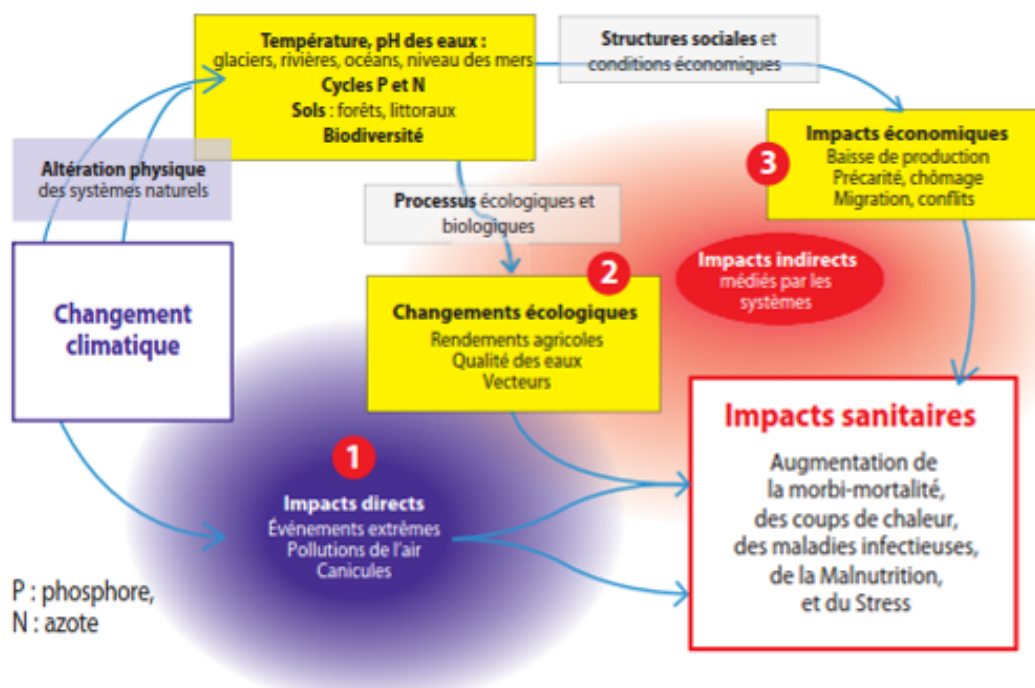 Température, pH des eaux :
glaciers, rivières, océans, niveau des mers
Cycles P et N
Sols : forêts, littoraux
Biodiversité
Structures sociales et
conditions économiques
Impacts économiques
Baisse de production
Précarité, chômage
Migration, conflits
3
Altération physique
des systèmes naturels
Processus écologiques et
biologiques
Impacts indirects
médiés par les
systèmes
2
Changement
climatique
Changements écologiques
Rendements agricoles
Qualité des eaux
Vecteurs
1
Impacts directs
Événements extrêmes
Pollutions de l'air
Canicules
Impacts sanitaires
Augmentation de
la morbi-mortalité,
des coups de chaleur,
des maladies infectieuses,
de la Malnutrition,
et du Stress
P : phosphore,
N : azote